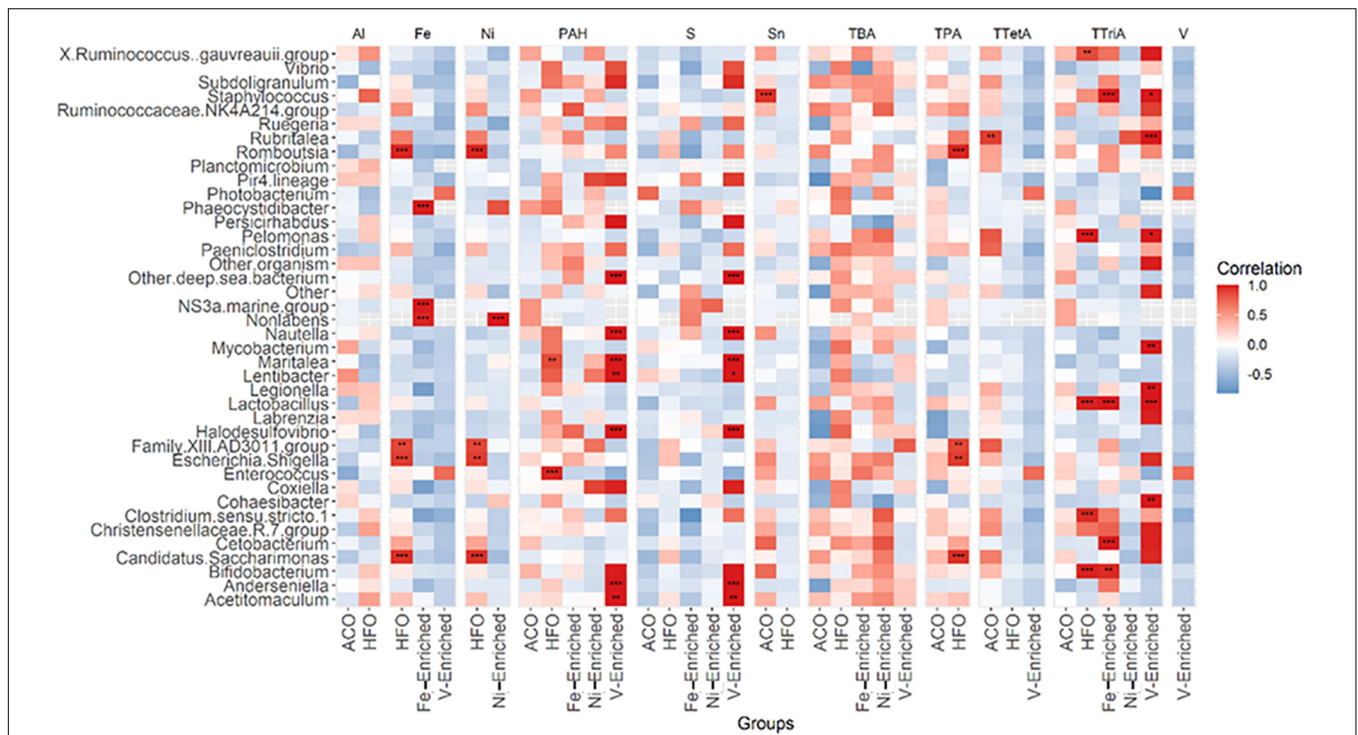 Al Fe Ni PAH S Sn TBA TPA TTetA TTriA V
X.Ruminococcus..gauvreauii.group
Vibrio
Subdoligranulum
Staphylococcus
Ruminococcaceae.NK4A214.group
Ruegeria
Rubritalea
Romboutsia
Planctomicrobium
Pir4.lineage
Photobacterium
Phaeocystidibacter
Persicirhabdus
Pelomonas
Paeniclostridium
Other.organism
Other.deep.sea.bacterium
Other
NS3a.marine.group
Nonlabens
Nautella
Mycobacterium
Maritalea
Lentibacter
Legionella
Lactobacillus
Labrenzia
Halodesulfovibrio
Family.XIII.AD3011.group
Escherichia.Shigella
Enterococcus
Coxiella
Cohaesibacter
Clostridium.sensu.stricto.1
Christensenellaceae.R.7.group
Cetobacterium
Candidatus.Saccharimonas
Bifidobacterium
Anderseniella
Acetitomaculum
ACO HFO HFO Fe-Enriched V-Enriched HFO Ni-Enriched ACO HFO Fe-Enriched Ni-Enriched V-Enriched ACO HFO Fe-Enriched Ni-Enriched V-Enriched ACO HFO ACO HFO Fe-Enriched Ni-Enriched V-Enriched ACO HFO ACO HFO V-Enriched ACO HFO Fe-Enriched Ni-Enriched V-Enriched V-Enriched
Groups
Correlation
1.0
0.5
0.0
-0.5